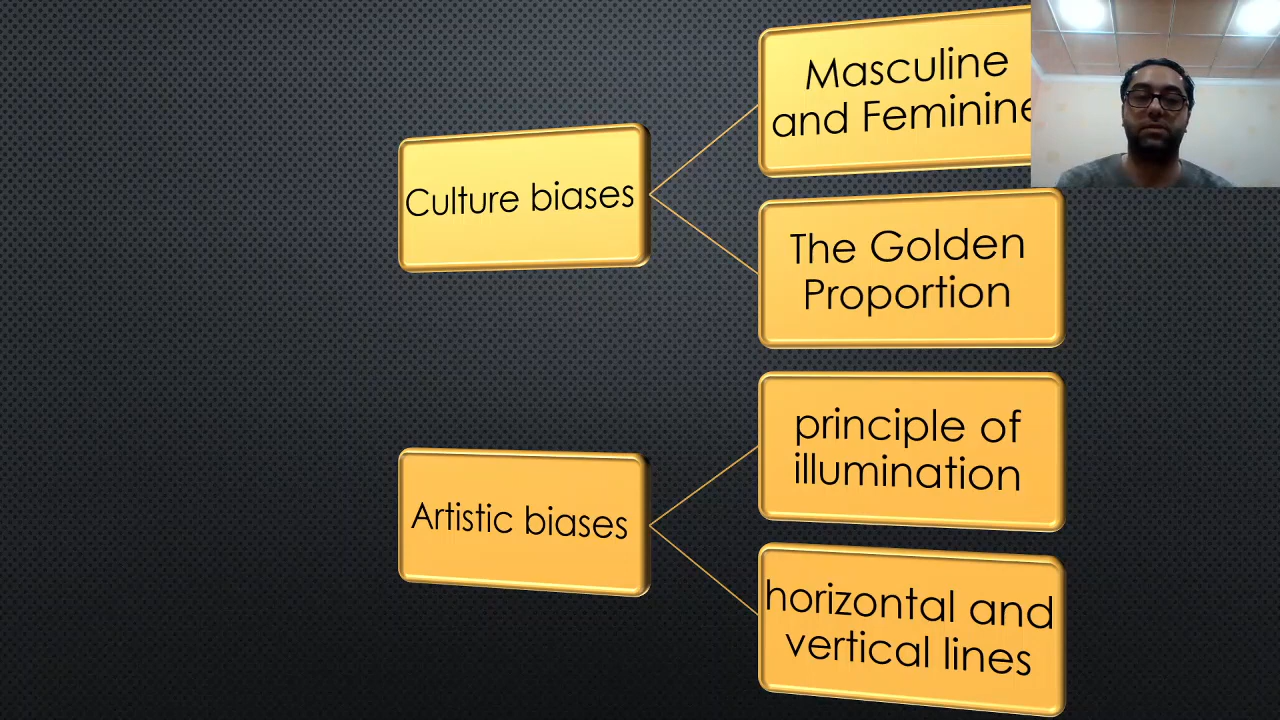 Culture biases
Masculine
and Feminine
The Golden
Proportion
Artistic biases
principle of
illumination
horizontal and
vertical lines